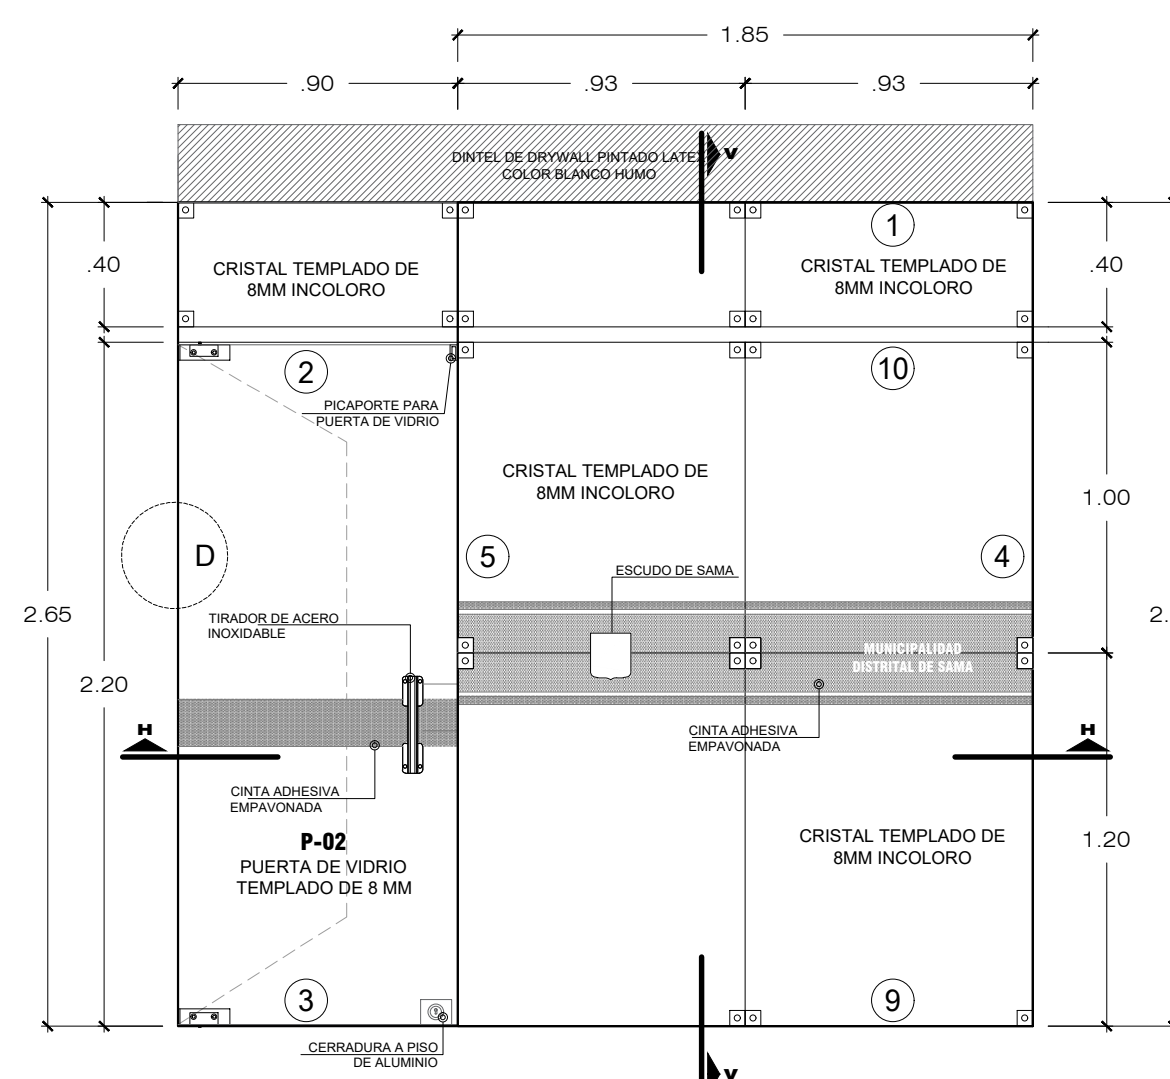 1.85
.90
.93
.93
DINTEL DE DRYWALL PINTADO LATEX
COLOR BLANCO HUMO
V
1
.40
CRISTAL TEMPLADO DE
8MM INCOLORO
CRISTAL TEMPLADO DE
8MM INCOLORO
.40
2
10
PICAPORTE PARA
PUERTA DE VIDRIO
CRISTAL TEMPLADO DE
8MM INCOLORO
1.00
D
5
4
ESCUDO DE SAMA
2.65
TIRADOR DE ACERO
INOXIDABLE
2.
MUNICIPALIDAD
DISTRITAL DE SAMA
2.20
H
CINTA ADHESIVA
EMPAVONADA
H
CINTA ADHESIVA
EMPAVONADA
P-02
PUERTA DE VIDRIO
TEMPLADO DE 8 MM
CRISTAL TEMPLADO DE
8MM INCOLORO
1.20
3
9
CERRADURA A PISO
DE ALUMINIO
V